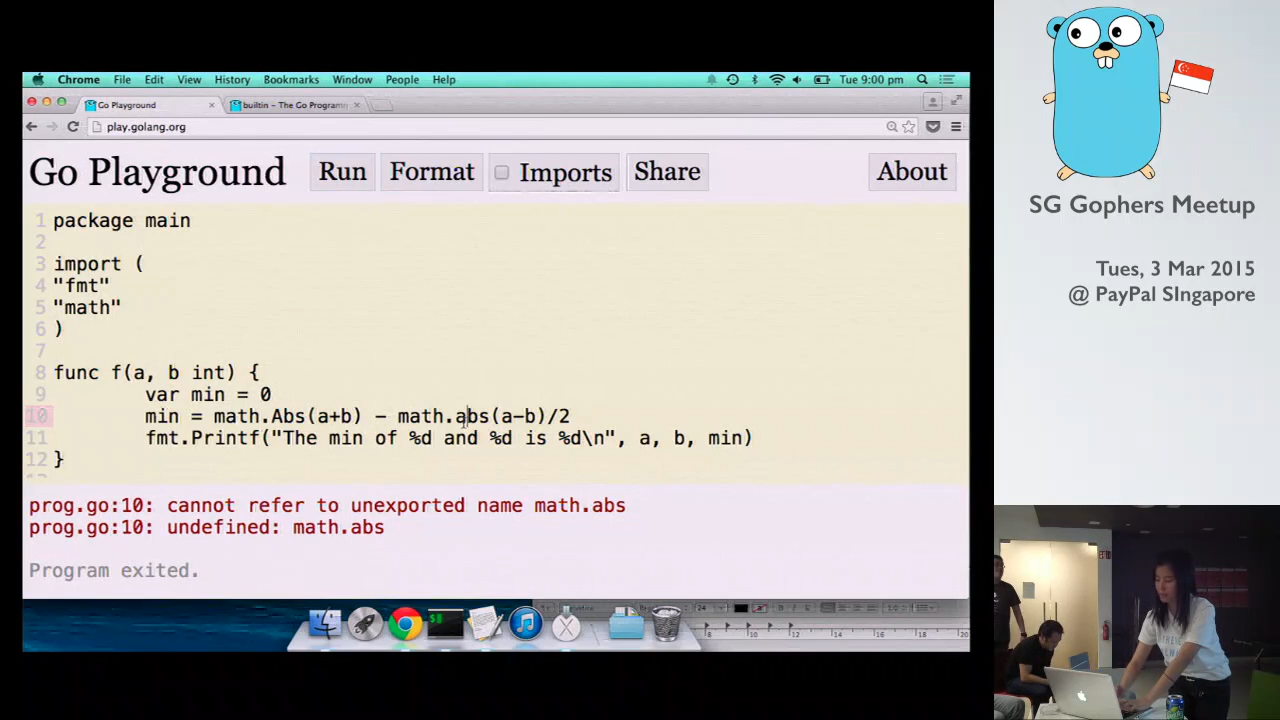 Chrome File Edit View History Bookmarks Window People Help Tue 9:00 pm
Go Playground builtin - The Go Programm
play.golang.org
Go Playground Run Format Imports Share About
1 package main
2
3 import (
4 "fmt"
5 "math"
6 )
7
8 func f(a, b int) {
9 var min = 0
10 min = math.Abs(a+b) - math.abs(a-b)/2
11 fmt.Printf("The min of %d and %d is %d\n", a, b, min)
12 }
prog.go:10: cannot refer to unexported name math.abs
prog.go:10: undefined: math.abs
Program exited.
SG Gophers Meetup
Tues, 3 Mar 2015
@ PayPal SIngapore